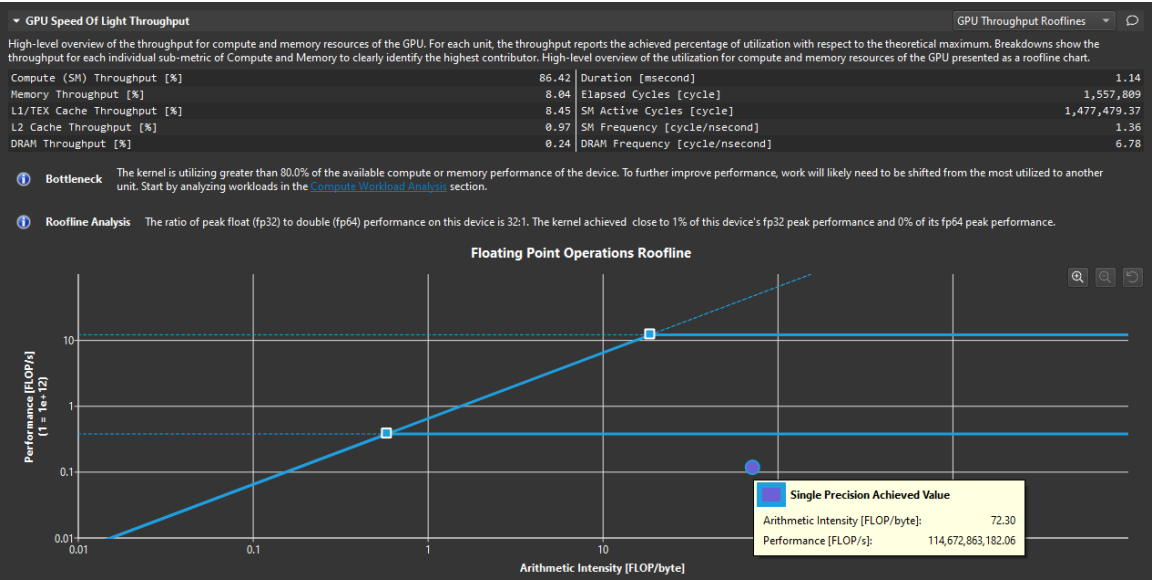 GPU Speed Of Light Throughput
GPU Throughput Rooflines
High-level overview of the throughput for compute and memory resources of the GPU. For each unit, the throughput reports the achieved percentage of utilization with respect to the theoretical maximum. Breakdowns show the
throughput for each individual sub-metric of Compute and Memory to clearly identify the highest contributor. High-level overview of the utilization for compute and memory resources of the GPU presented as a roofline chart.
Compute (SM) Throughput [%] 86.42 Duration [msecond] 1.14
Memory Throughput [%] 8.04 Elapsed Cycles [cycle] 1,557,809
L1/TEX Cache Throughput [%] 8.45 SM Active Cycles [cycle] 1,477,479.37
L2 Cache Throughput [%] 0.97 SM Frequency [cycle/nsecond] 1.36
DRAM Throughput [%] 0.24 DRAM Frequency [cycle/nsecond] 6.78
Bottleneck
The kernel is utilizing greater than 80.0% of the available compute or memory performance of the device. To further improve performance, work will likely need to be shifted from the most utilized to another
unit. Start by analyzing workloads in the Compute Workload Analysis section.
Roofline Analysis The ratio of peak float (fp32) to double (fp64) performance on this device is 32:1. The kernel achieved close to 1% of this device's fp32 peak performance and 0% of its fp64 peak performance.
Floating Point Operations Roofline
Performance [FLOP/s]
(1 = 1e+12)
10
1
0.1
0.01
Single Precision Achieved Value
Arithmetic Intensity [FLOP/byte]: 72.30
Performance [FLOP/s]: 114,672,863,182.06
0.01 0.1 1 10
Arithmetic Intensity [FLOP/byte]